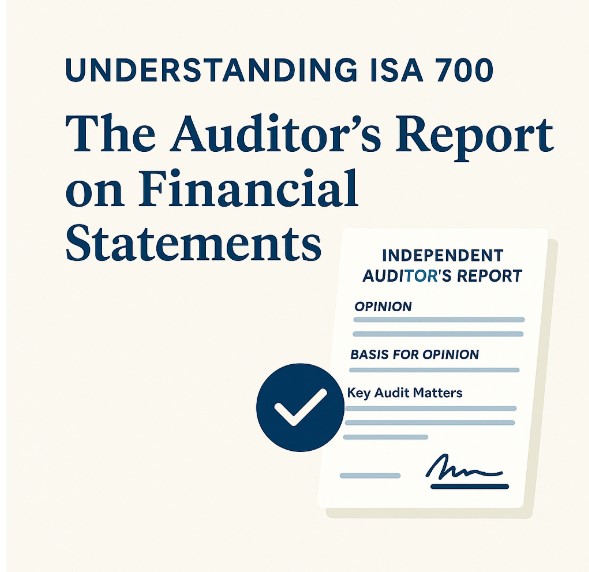 UNDERSTANDING ISA 700
The Auditor’s Report
on Financial
Statements
INDEPENDENT
AUDITOR'S REPORT
OPINION
BASIS FOR OPINION
Key Audit Matters